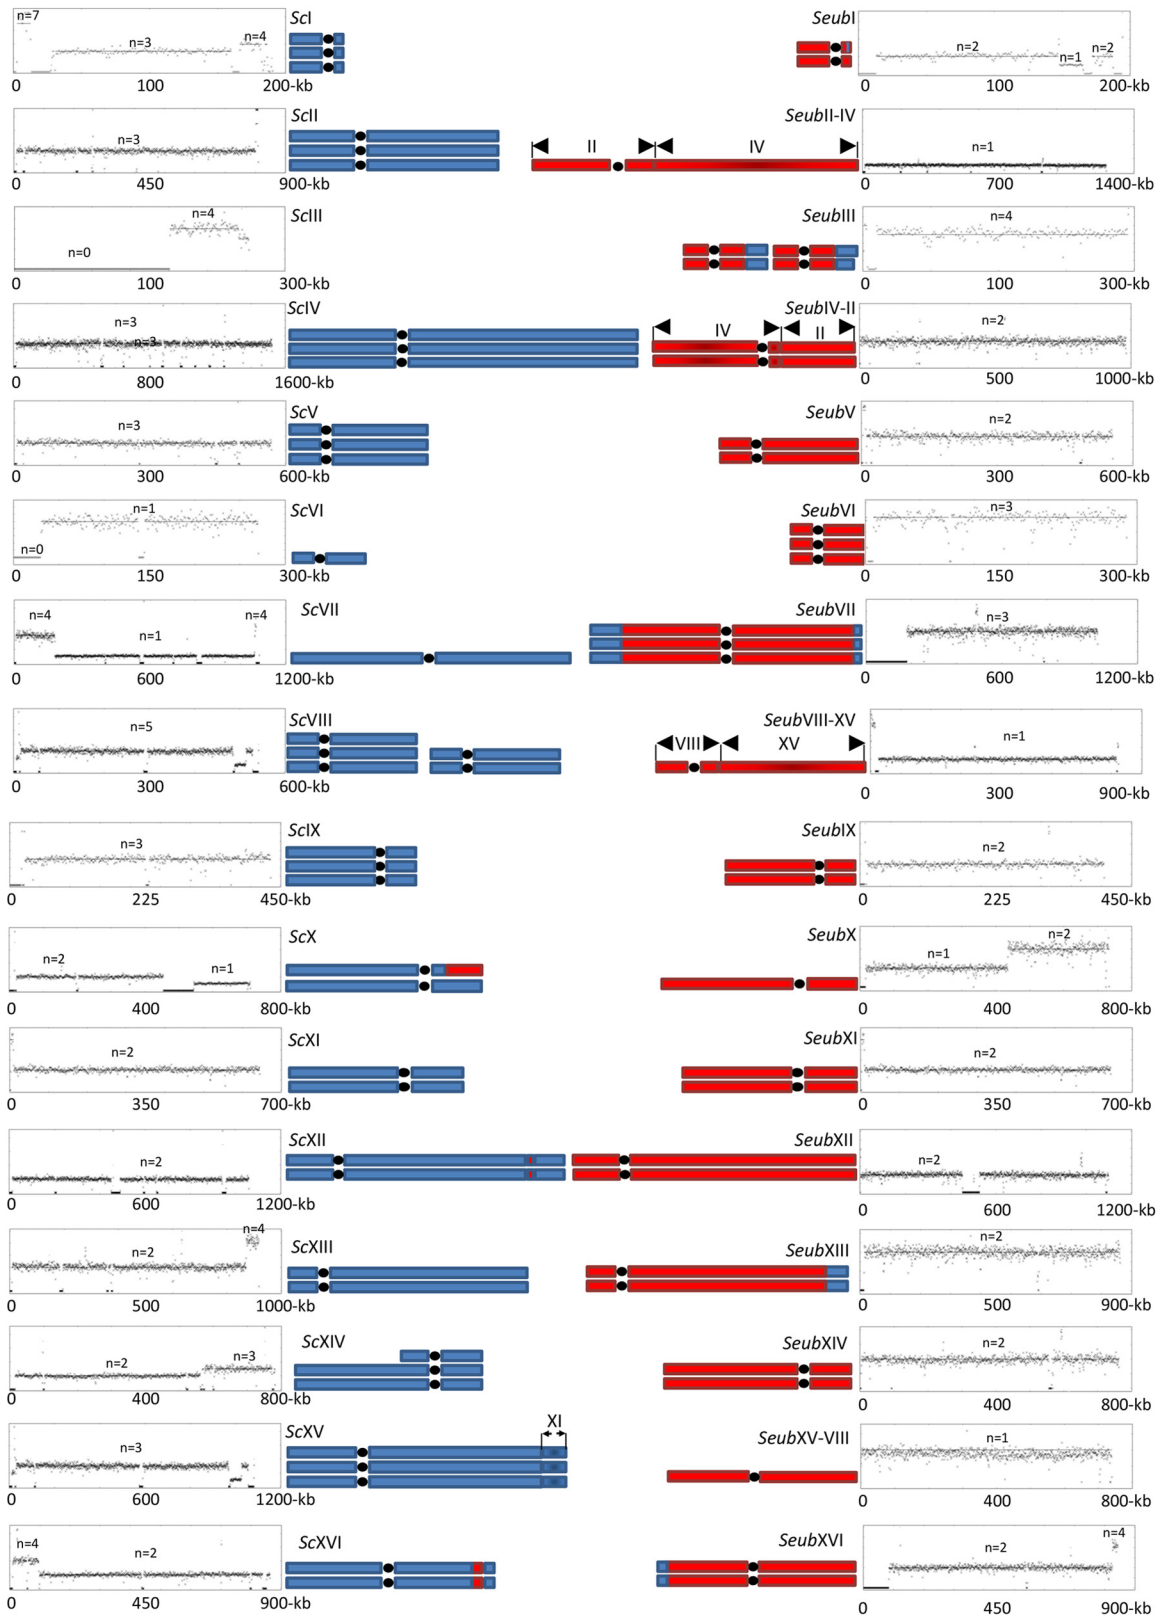 n=7
n=3
n=4
ScI
0
100
200-kb
SeubI
n=2
n=1
n=2
0
100
200-kb
ScII
n=3
0
450
900-kb
SeubII-IV
II
IV
n=1
0
700
1400-kb
ScIII
n=4
n=0
0
100
300-kb
SeubIII
n=4
0
100
300-kb
ScIV
n=3
n=3
0
800
1600-kb
SeubIV-II
IV
II
n=2
0
500
1000-kb
ScV
n=3
0
300
600-kb
SeubV
n=2
0
300
600-kb
ScVI
n=1
n=0
0
150
300-kb
SeubVI
n=3
0
150
300-kb
ScVII
n=4
n=1
n=4
0
600
1200-kb
SeubVII
n=3
0
600
1200-kb
ScVIII
n=5
0
300
600-kb
SeubVIII-XV
VIII
XV
n=1
0
300
900-kb
ScIX
n=3
0
225
450-kb
SeubIX
n=2
0
225
450-kb
ScX
n=2
n=1
0
400
800-kb
SeubX
n=1
n=2
0
400
800-kb
ScXI
n=2
0
350
700-kb
SeubXI
n=2
0
350
700-kb
ScXII
n=2
0
600
1200-kb
SeubXII
n=2
0
600
1200-kb
ScXIII
n=2
n=4
0
500
1000-kb
SeubXIII
n=2
0
500
900-kb
ScXIV
n=2
n=3
0
400
800-kb
SeubXIV
n=2
0
400
800-kb
ScXV
XI
n=3
0
600
1200-kb
SeubXV-VIII
n=1
0
400
800-kb
ScXVI
n=4
n=2
0
450
900-kb
SeubXVI
n=2
n=4
0
450
900-kb